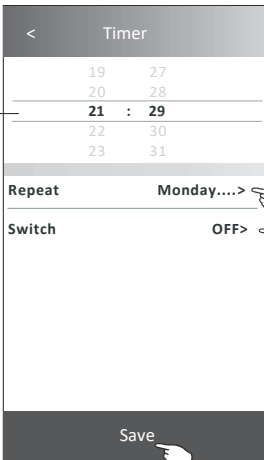 < Timer
19 27
20 28
21 : 29
22 30
23 31
Repeat Monday....>
Switch OFF>
Save